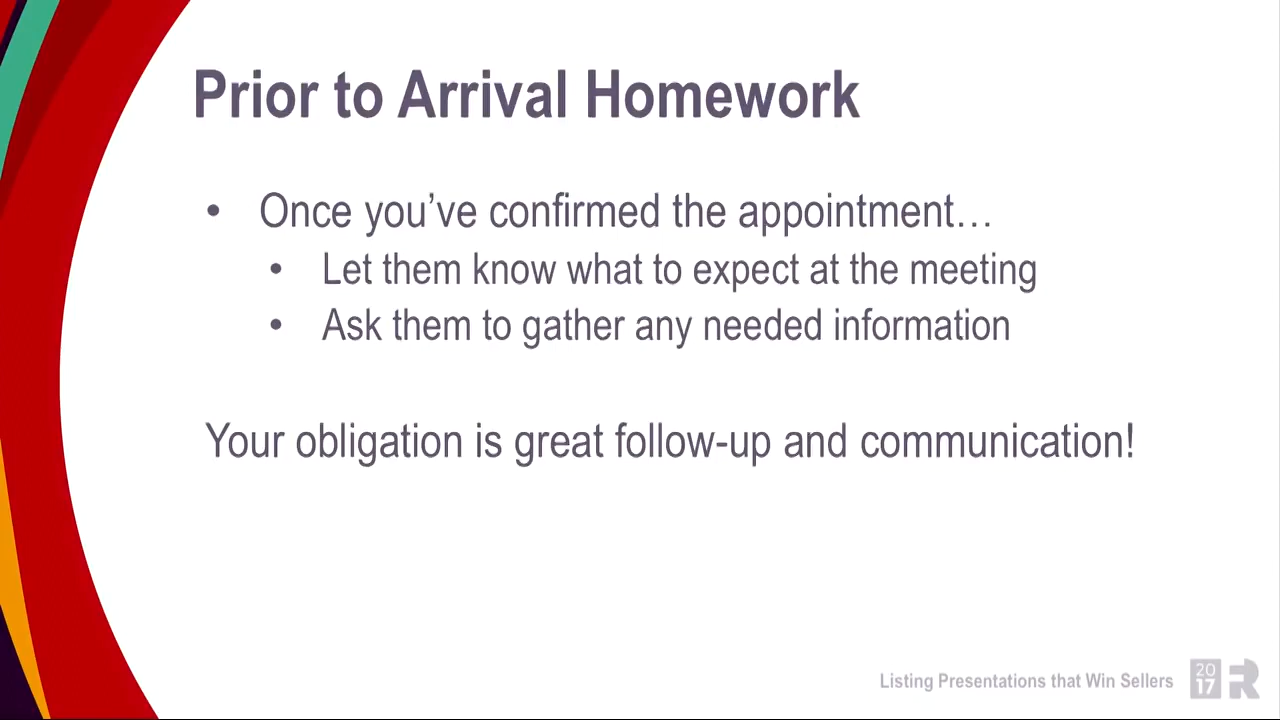 Prior to Arrival Homework
• Once you’ve confirmed the appointment…
• Let them know what to expect at the meeting
• Ask them to gather any needed information
Your obligation is great follow-up and communication!
Listing Presentations that Win Sellers
20
17
R